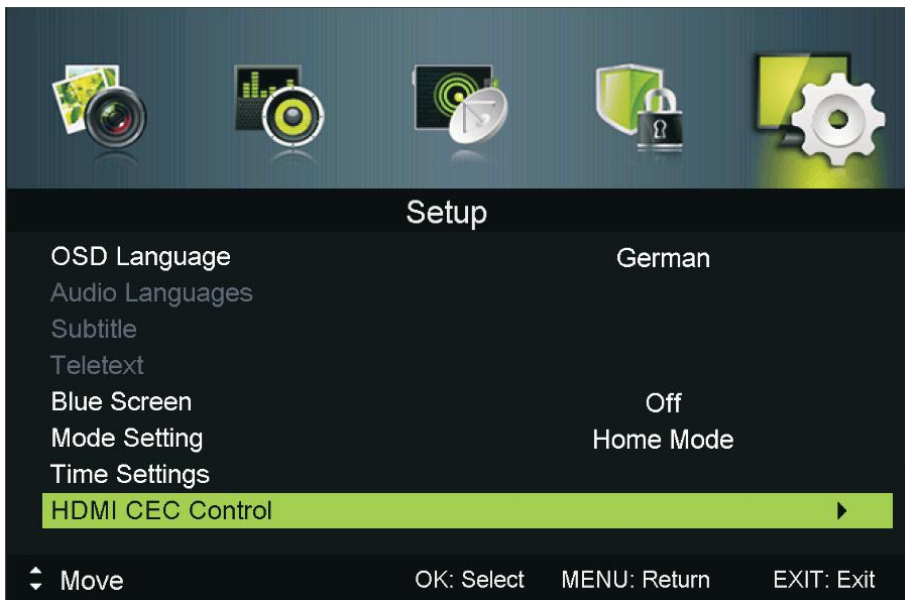 Setup
OSD Language German
Audio Languages
Subtitle
Teletext
Blue Screen Off
Mode Setting Home Mode
Time Settings
HDMI CEC Control
Move OK: Select MENU: Return EXIT: Exit